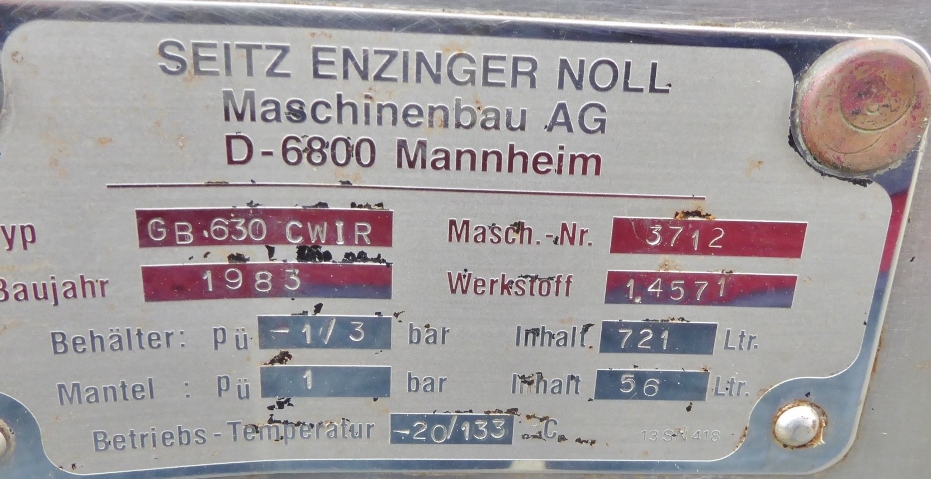 SEITZ ENZINGER NOLL
Maschinenbau AG
D-6800 Mannheim
yp GB.630 CWIR Masch.-Nr. 3712
Baujahr 1983 Werkstoff 1.4571
Behälter: pü -1/3 bar Inhalt 721 Ltr.
Mantel : pü 1 bar Inhalt 56 Ltr.
Betriebs-Temperatur -20/133 °C